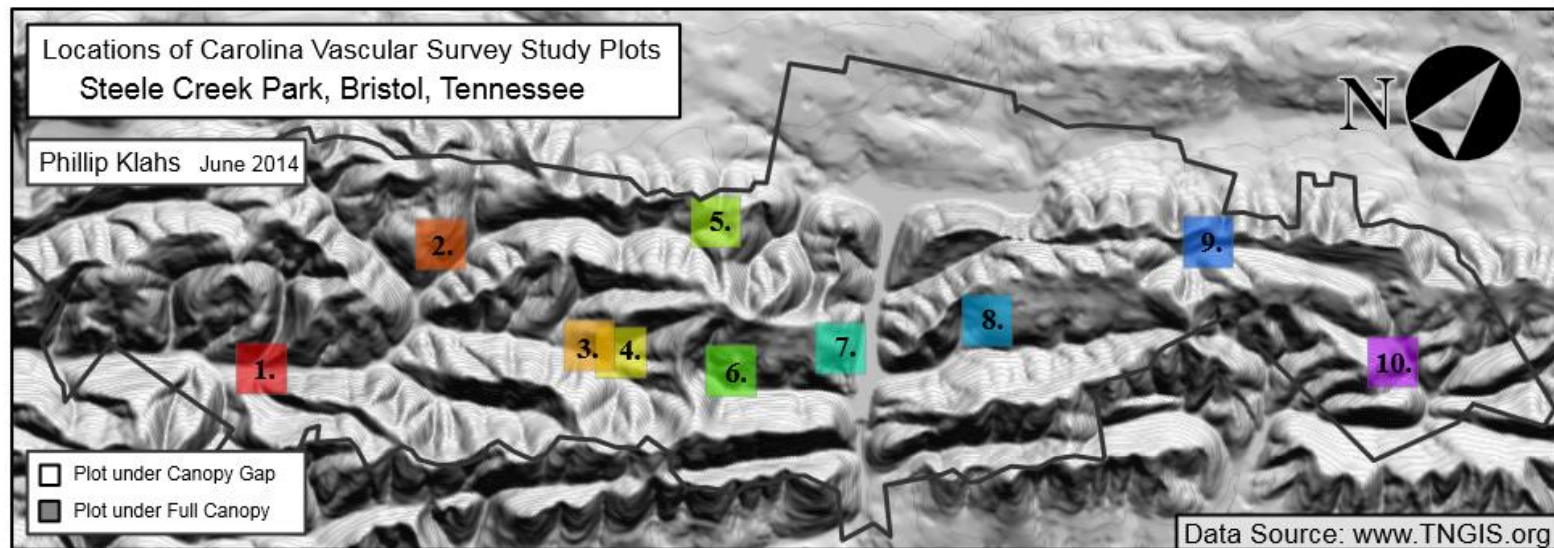 Locations of Carolina Vascular Survey Study Plots
Steele Creek Park, Bristol, Tennessee
N
Phillip Klahs June 2014
5.
2.
9.
8.
3.
4.
7.
1.
6.
10.
Plot under Canopy Gap
Plot under Full Canopy
Data Source: www.TNGIS.org